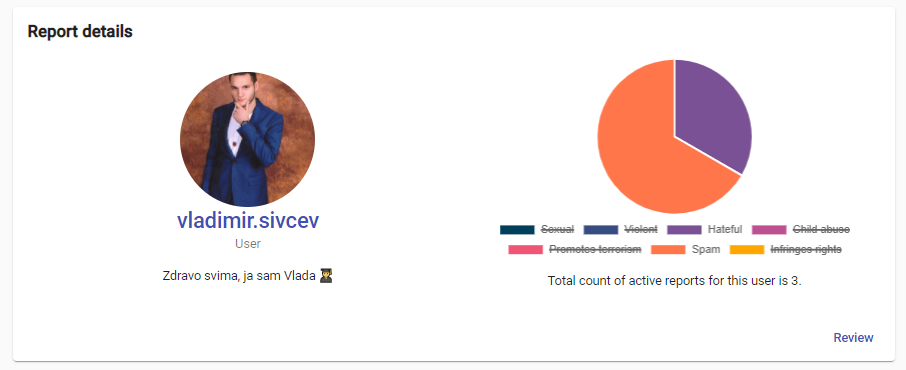 Report details
vladimir.sivcev
User
Zdravo svima, ja sam Vlada 👨‍🎓
Sexual Violent Hateful Child abuse
Promotes terrorism Spam Infringes rights
Total count of active reports for this user is 3.
Review